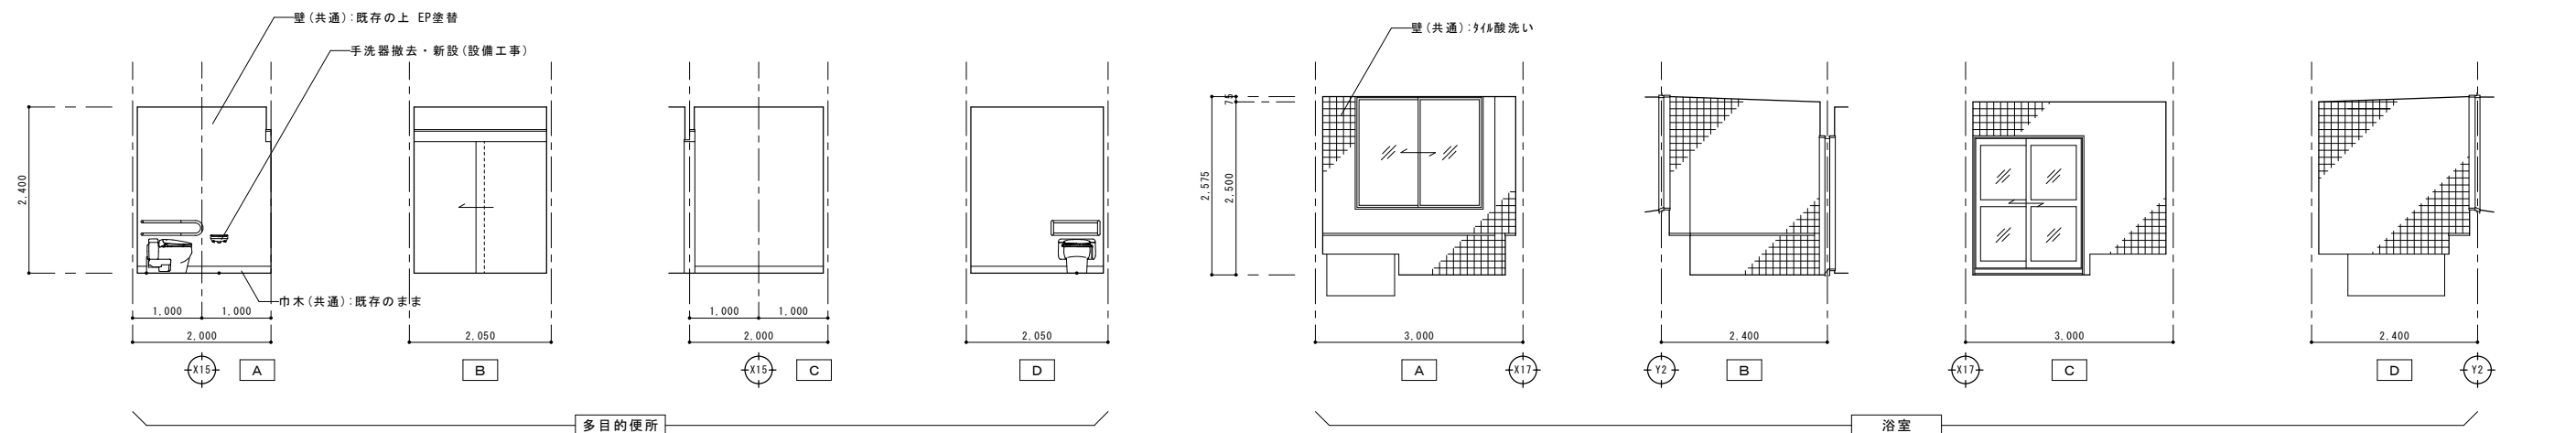 壁(共通):既存の上 EP塗替
手洗器撤去・新設(設備工事)
2,400
巾木(共通):既存のまま
1,000 1,000
2,000
X15 A
2,050
B
1,000 1,000
2,000
X15 C
2,050
D
多目的便所
壁(共通):ﾀｲﾙ酸洗い
75
2,575
2,500
3,000
A X17
2,400
Y2 B
3,000
X17 C
2,400
D Y2
浴室